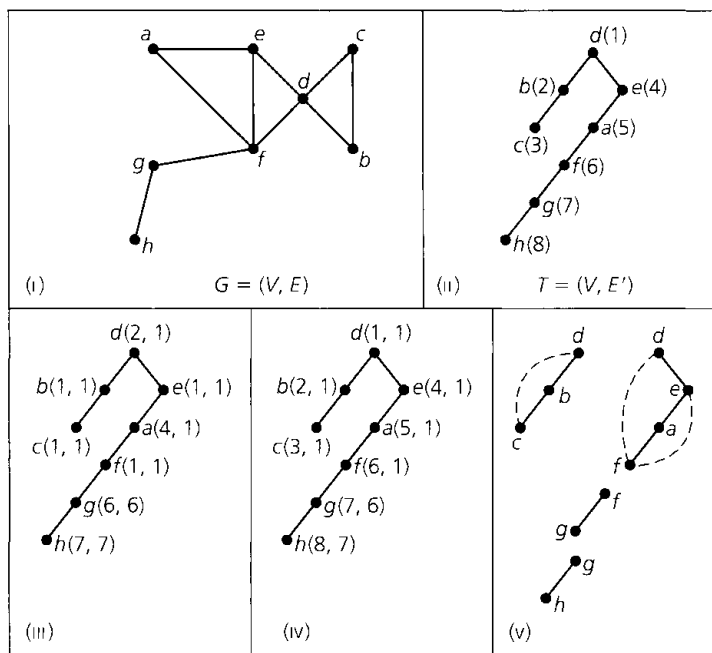 a e c
d
g f b
h
(i) G = (V, E)
d(1)
b(2) e(4)
c(3) a(5)
f(6)
g(7)
h(8)
(ii) T = (V, E')
d(2, 1)
b(1, 1) e(1, 1)
c(1, 1) a(4, 1)
f(1, 1)
g(6, 6)
h(7, 7)
(iii)
d(1, 1)
b(2, 1) e(4, 1)
c(3, 1) a(5, 1)
f(6, 1)
g(7, 6)
h(8, 7)
(iv)
d d
b e
c a
f
f
g
g
h
(v)